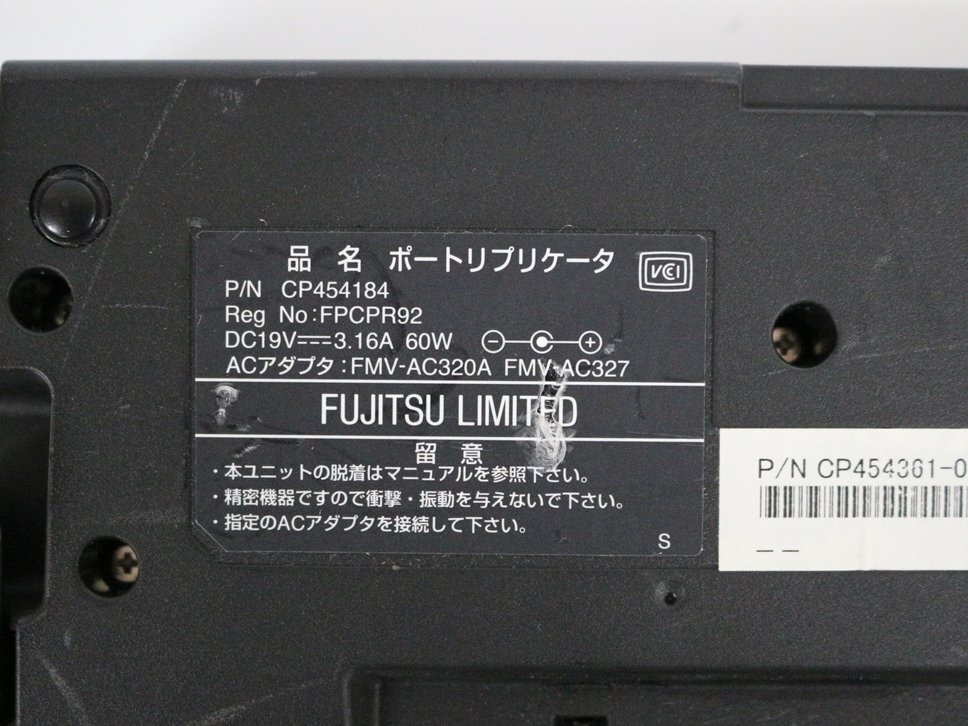 品 名 ポートリプリケータ
VCI
P/N CP454184
Reg No:FPCPR92
DC19V⎓3.16A 60W
ACアダプタ:FMV-AC320A FMV-AC327
FUJITSU LIMITED
留 意
・本ユニットの脱着はマニュアルを参照下さい。
・精密機器ですので衝撃・振動を与えないで下さい。
・指定のACアダプタを接続して下さい。
S
P/N CP454361-0